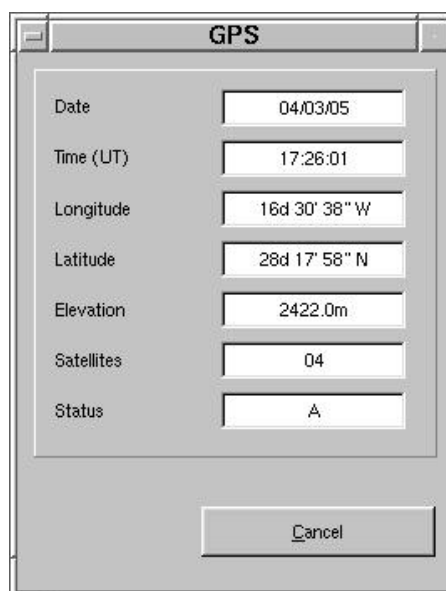 GPS
Date 04/03/05
Time (UT) 17:26:01
Longitude 16d 30' 38" W
Latitude 28d 17' 58" N
Elevation 2422.0m
Satellites 04
Status A
Cancel